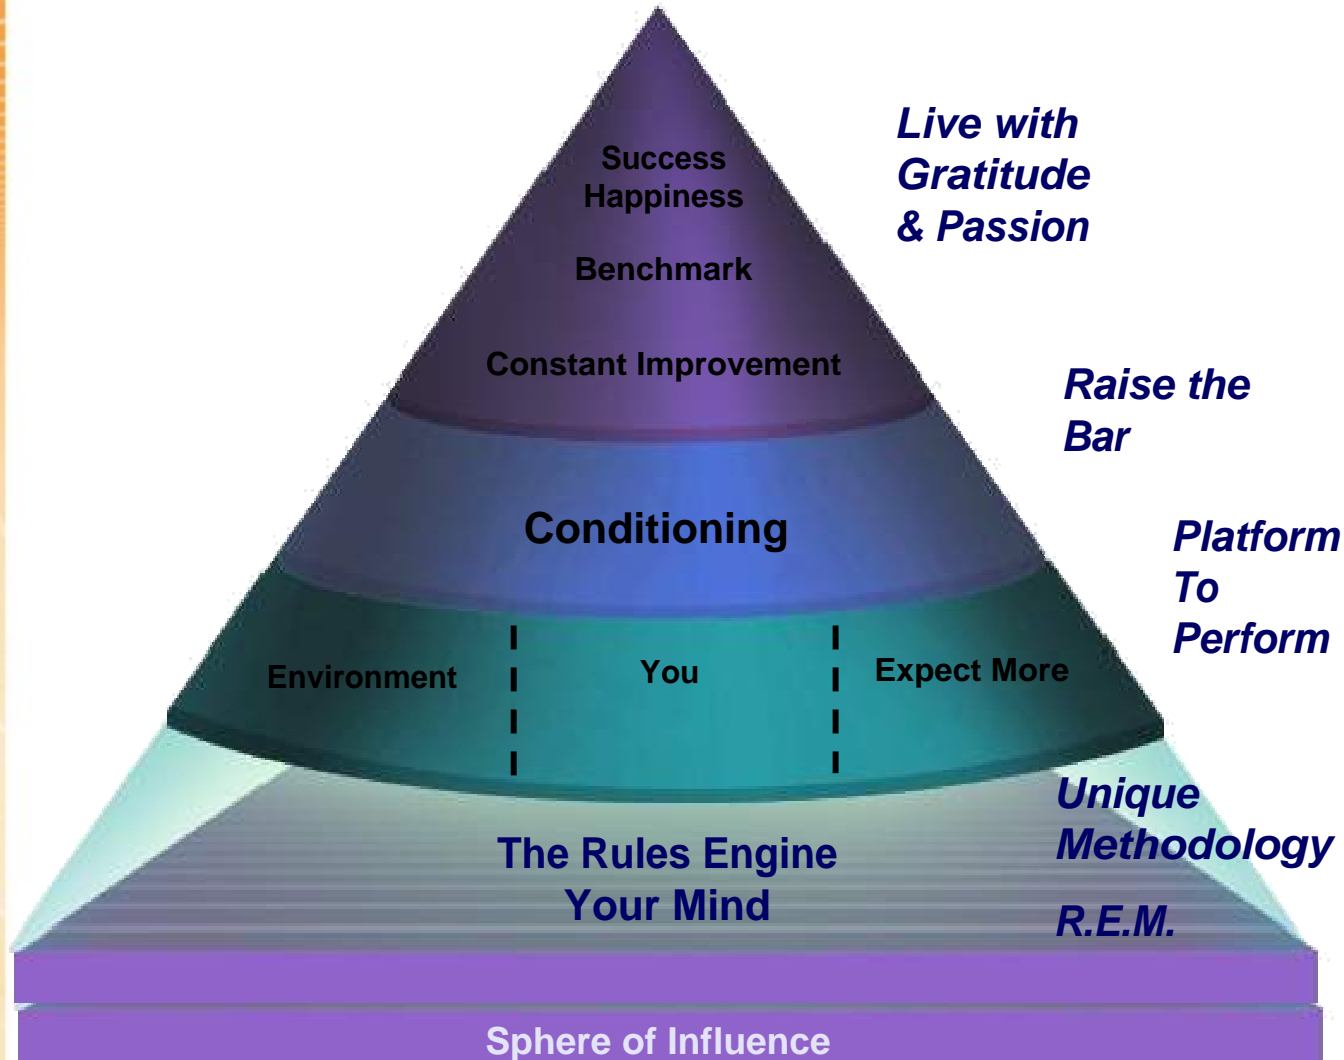 Live with
Gratitude
& Passion
Success
Happiness
Benchmark
Constant Improvement
Raise the
Bar
Conditioning
Platform
To
Perform
Environment
You
Expect More
Unique
Methodology
The Rules Engine
Your Mind
R.E.M.
Sphere of Influence